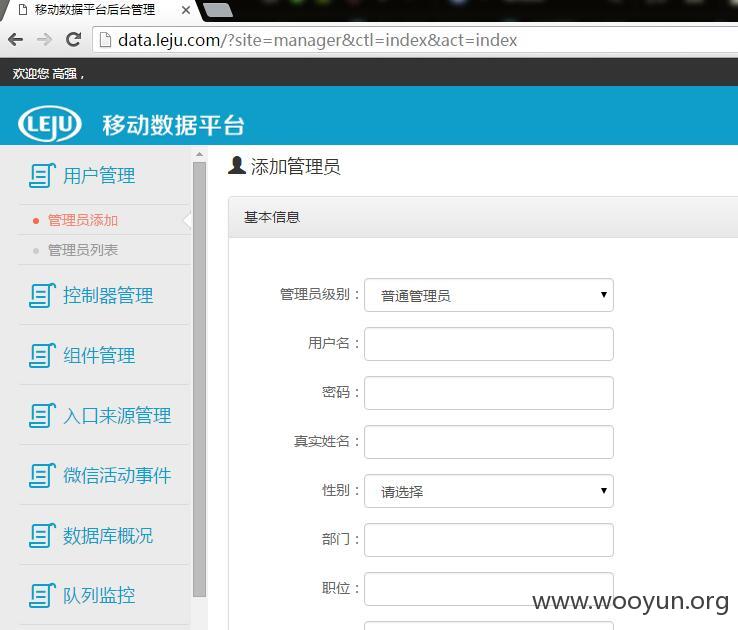 移动数据平台后台管理
data.leju.com/?site=manager&ctl=index&act=index
欢迎您 高强，
LEJU 移动数据平台
用户管理
管理员添加
管理员列表
控制器管理
组件管理
入口来源管理
微信活动事件
数据库概况
队列监控
添加管理员
基本信息
管理员级别： 普通管理员
用户名：
密码：
真实姓名：
性别： 请选择
部门：
职位：
www.wooyun.org